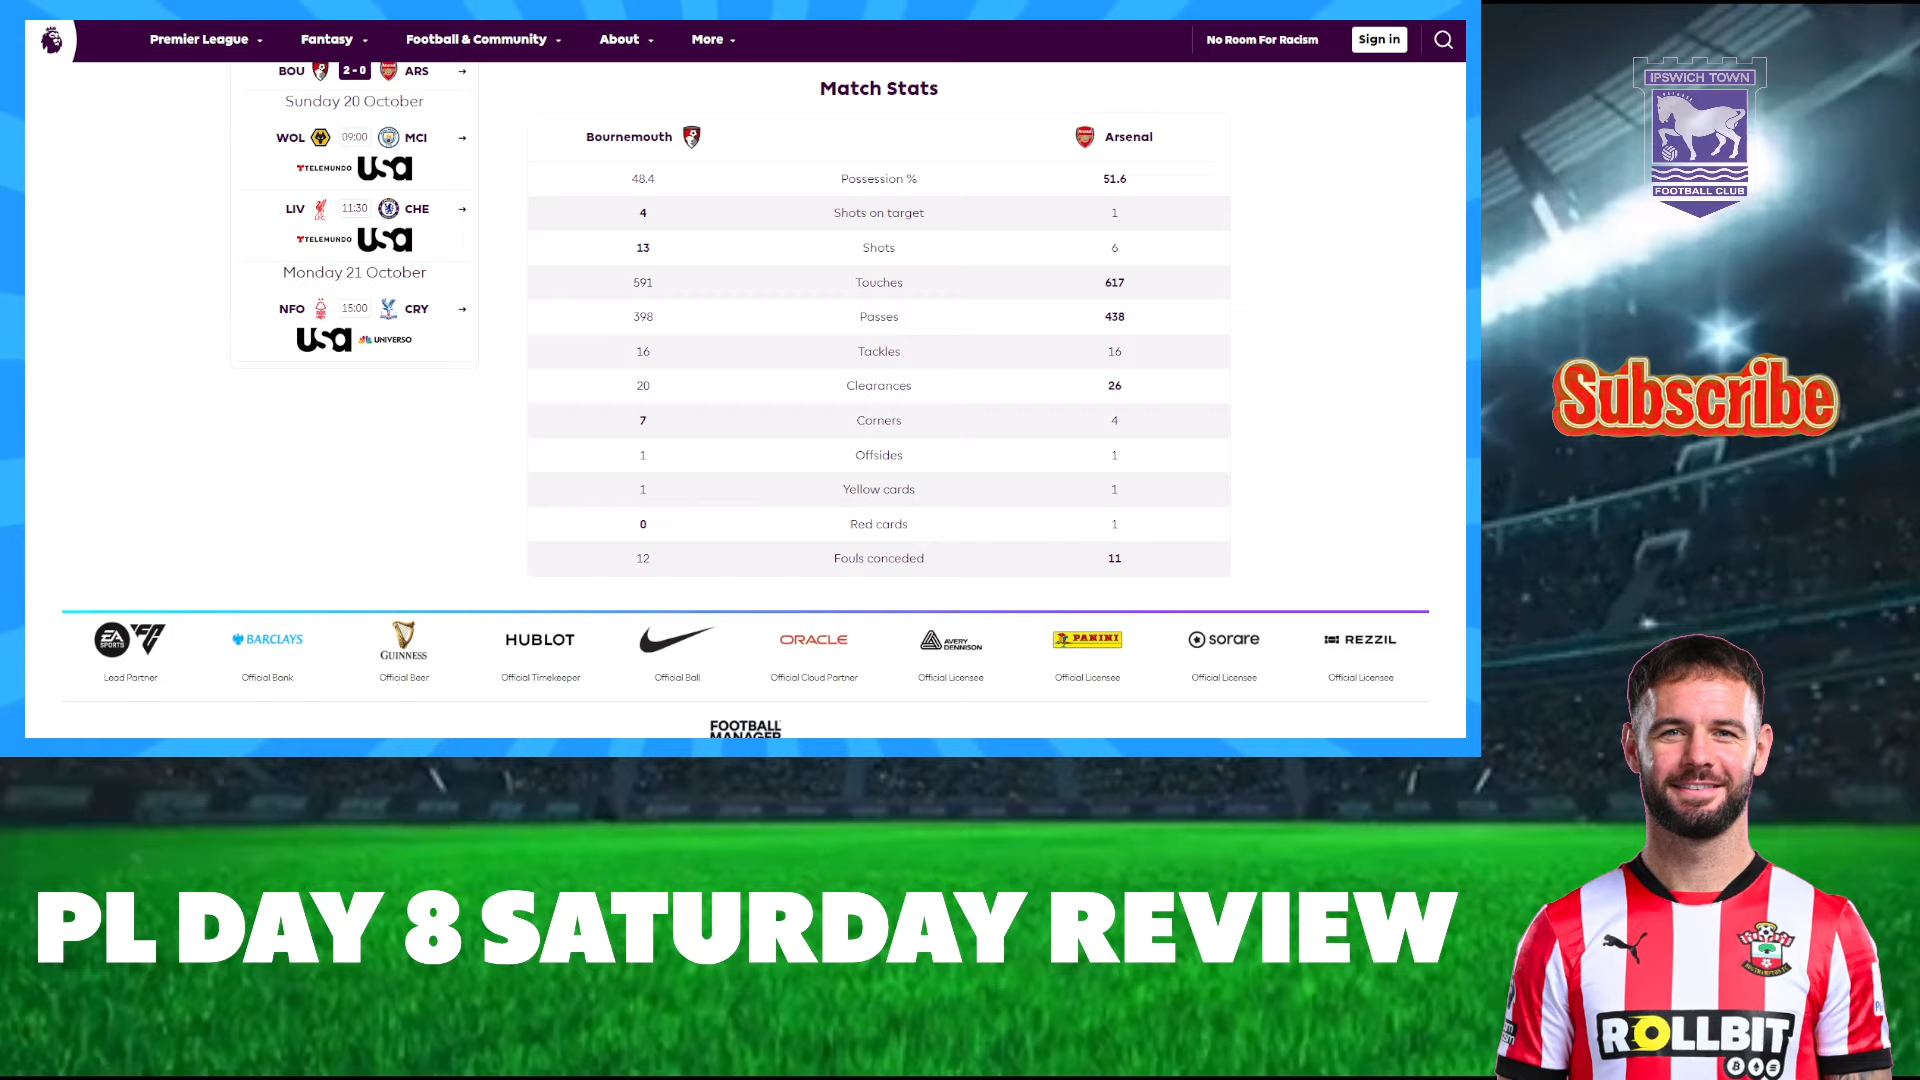 Premier League Fantasy Football & Community About More No Room For Racism Sign in
BOU 2 - 0 ARS
Sunday 20 October
WOL 09:00 MCI
TELEMUNDO USA
LIV 11:30 CHE
TELEMUNDO USA
Monday 21 October
NFO 15:00 CRY
USA UNIVERSO
Match Stats
Bournemouth Arsenal
48.4 Possession % 51.6
4 Shots on target 1
13 Shots 6
591 Touches 617
398 Passes 438
16 Tackles 16
20 Clearances 26
7 Corners 4
1 Offsides 1
1 Yellow cards 1
0 Red cards 1
12 Fouls conceded 11
EA SPORTS FC BARCLAYS GUINNESS HUBLOT ORACLE AVERY DENNISON PANINI sorare REZZIL
Lead Partner Official Bank Official Beer Official Timekeeper Official Ball Official Cloud Partner Official Licensee Official Licensee Official Licensee Official Licensee
FOOTBALL
MANAGER
IPSWICH TOWN
FOOTBALL CLUB
Subscribe
PL DAY 8 SATURDAY REVIEW
ROLLBIT